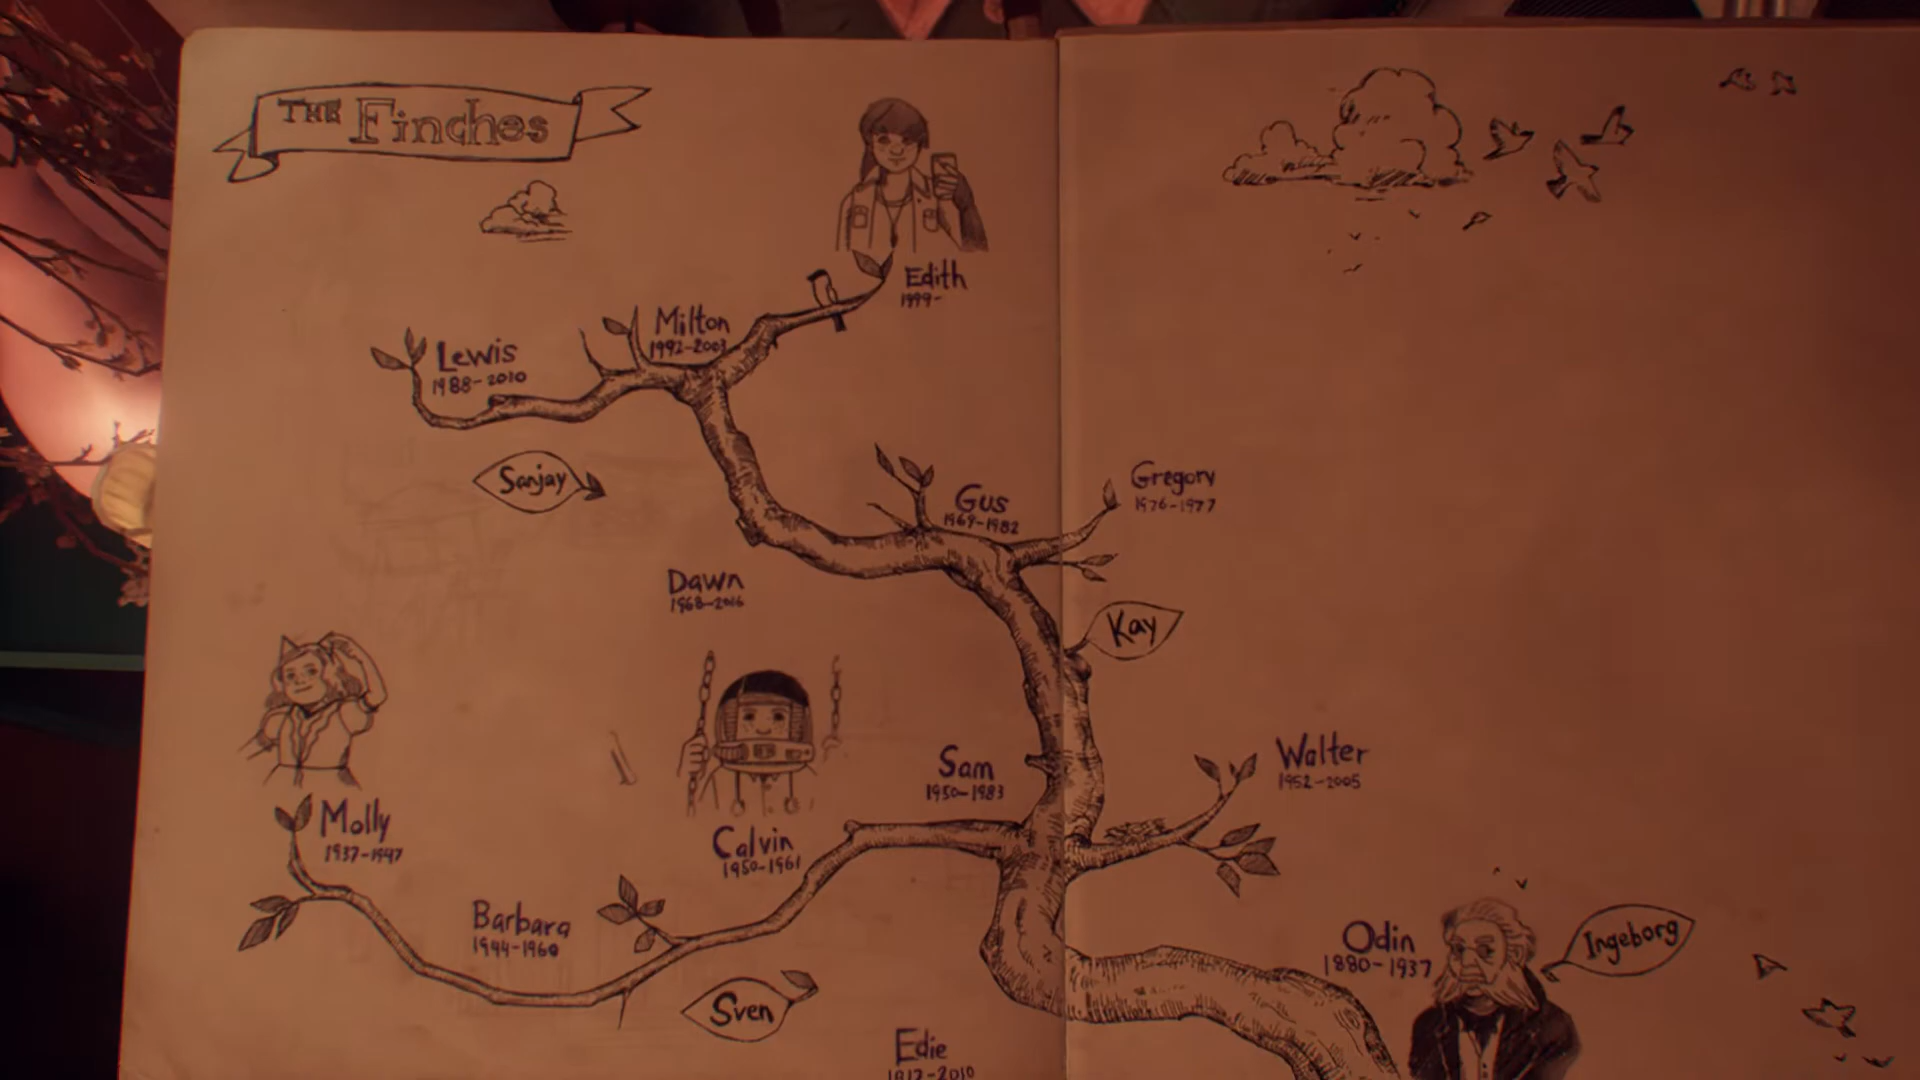 THE Finches
Edith
1999-
Milton
1992-2003
Lewis
1988-2010
Sanjay
Gus
1969-1982
Gregory
1976-1977
Dawn
1968-2016
Kay
Sam
1950-1983
Walter
1952-2005
Molly
1937-1947
Calvin
1950-1961
Barbara
1944-1960
Sven
Odin
1880-1937
Ingeborg
Edie